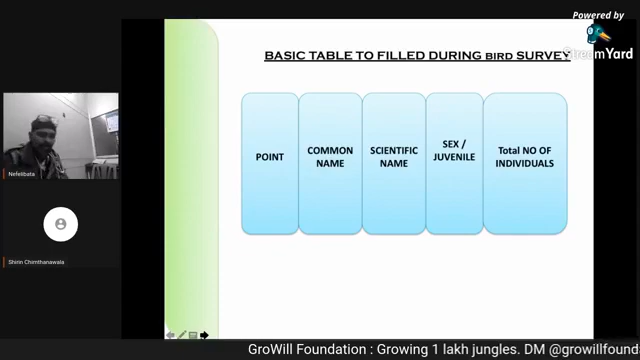 Powered by
StreamYard
BASIC TABLE TO FILLED DURING BIRD SURVEY
POINT
COMMON
NAME
SCIENTIFIC
NAME
SEX /
JUVENILE
Total NO OF
INDIVIDUALS
Nefelibata
Shirin Chimthanawala
GroWill Foundation : Growing 1 lakh jungles. DM @growillfound